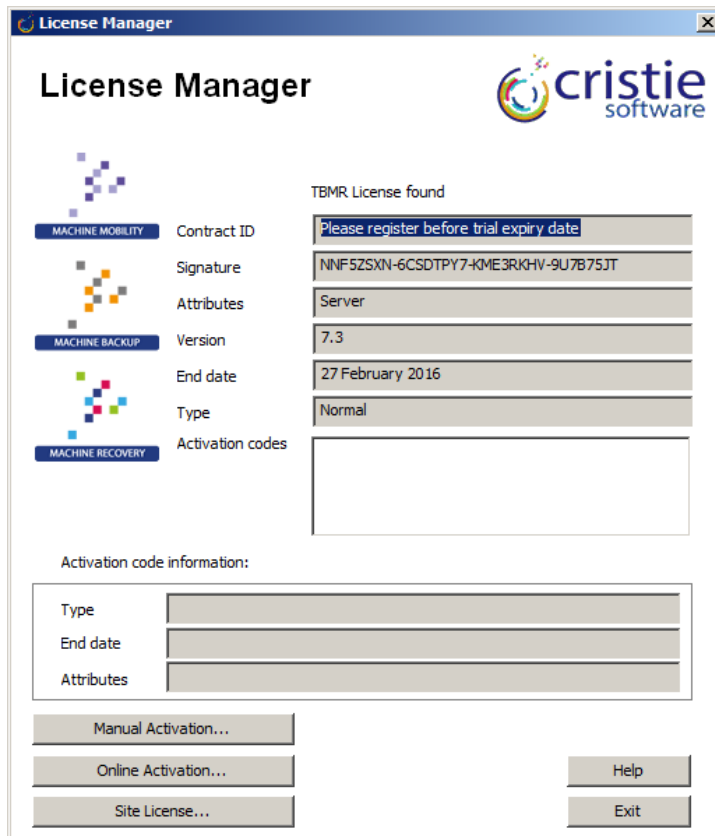 License Manager
License Manager
cristie
software
TBMR License found
MACHINE MOBILITY
Contract ID
Please register before trial expiry date
Signature
NNF5ZSXN-6CSDTPY7-KME3RKHV-9U7B75JT
Attributes
Server
MACHINE BACKUP
Version
7.3
End date
27 February 2016
Type
Normal
MACHINE RECOVERY
Activation codes
Activation code information:
Type
End date
Attributes
Manual Activation...
Online Activation...
Help
Site License...
Exit